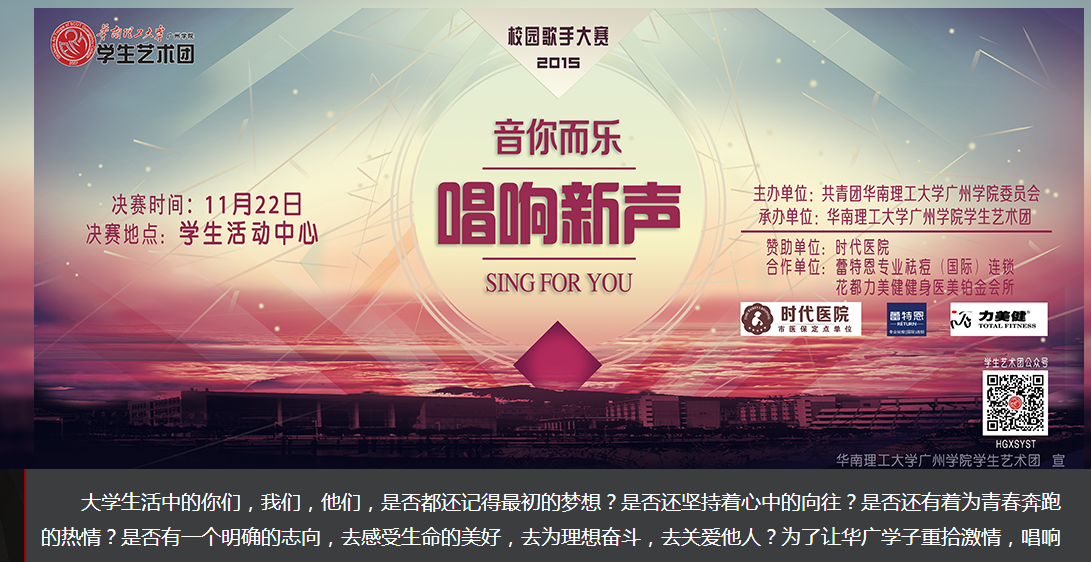 华南理工大学广州学院
学生艺术团
校园歌手大赛
2015
音你而乐
唱响新声
SING FOR YOU
决赛时间：11月22日
决赛地点：学生活动中心
主办单位：共青团华南理工大学广州学院委员会
承办单位：华南理工大学广州学院学生艺术团
赞助单位：时代医院
合作单位：蕾特恩专业祛痘（国际）连锁
花都力美健健身医美铂金会所
时代医院
市医保定点单位
蕾特恩
RETURN
力美健
TOTAL FITNESS
学生艺术团公众号
HGXSYST
华南理工大学广州学院学生艺术团 宣
大学生活中的你们，我们，他们，是否都还记得最初的梦想？是否还坚持着心中的向往？是否还有着为青春奔跑
的热情？是否有一个明确的志向，去感受生命的美好，去为理想奋斗，去关爱他人？为了让华广学子重拾激情，唱响